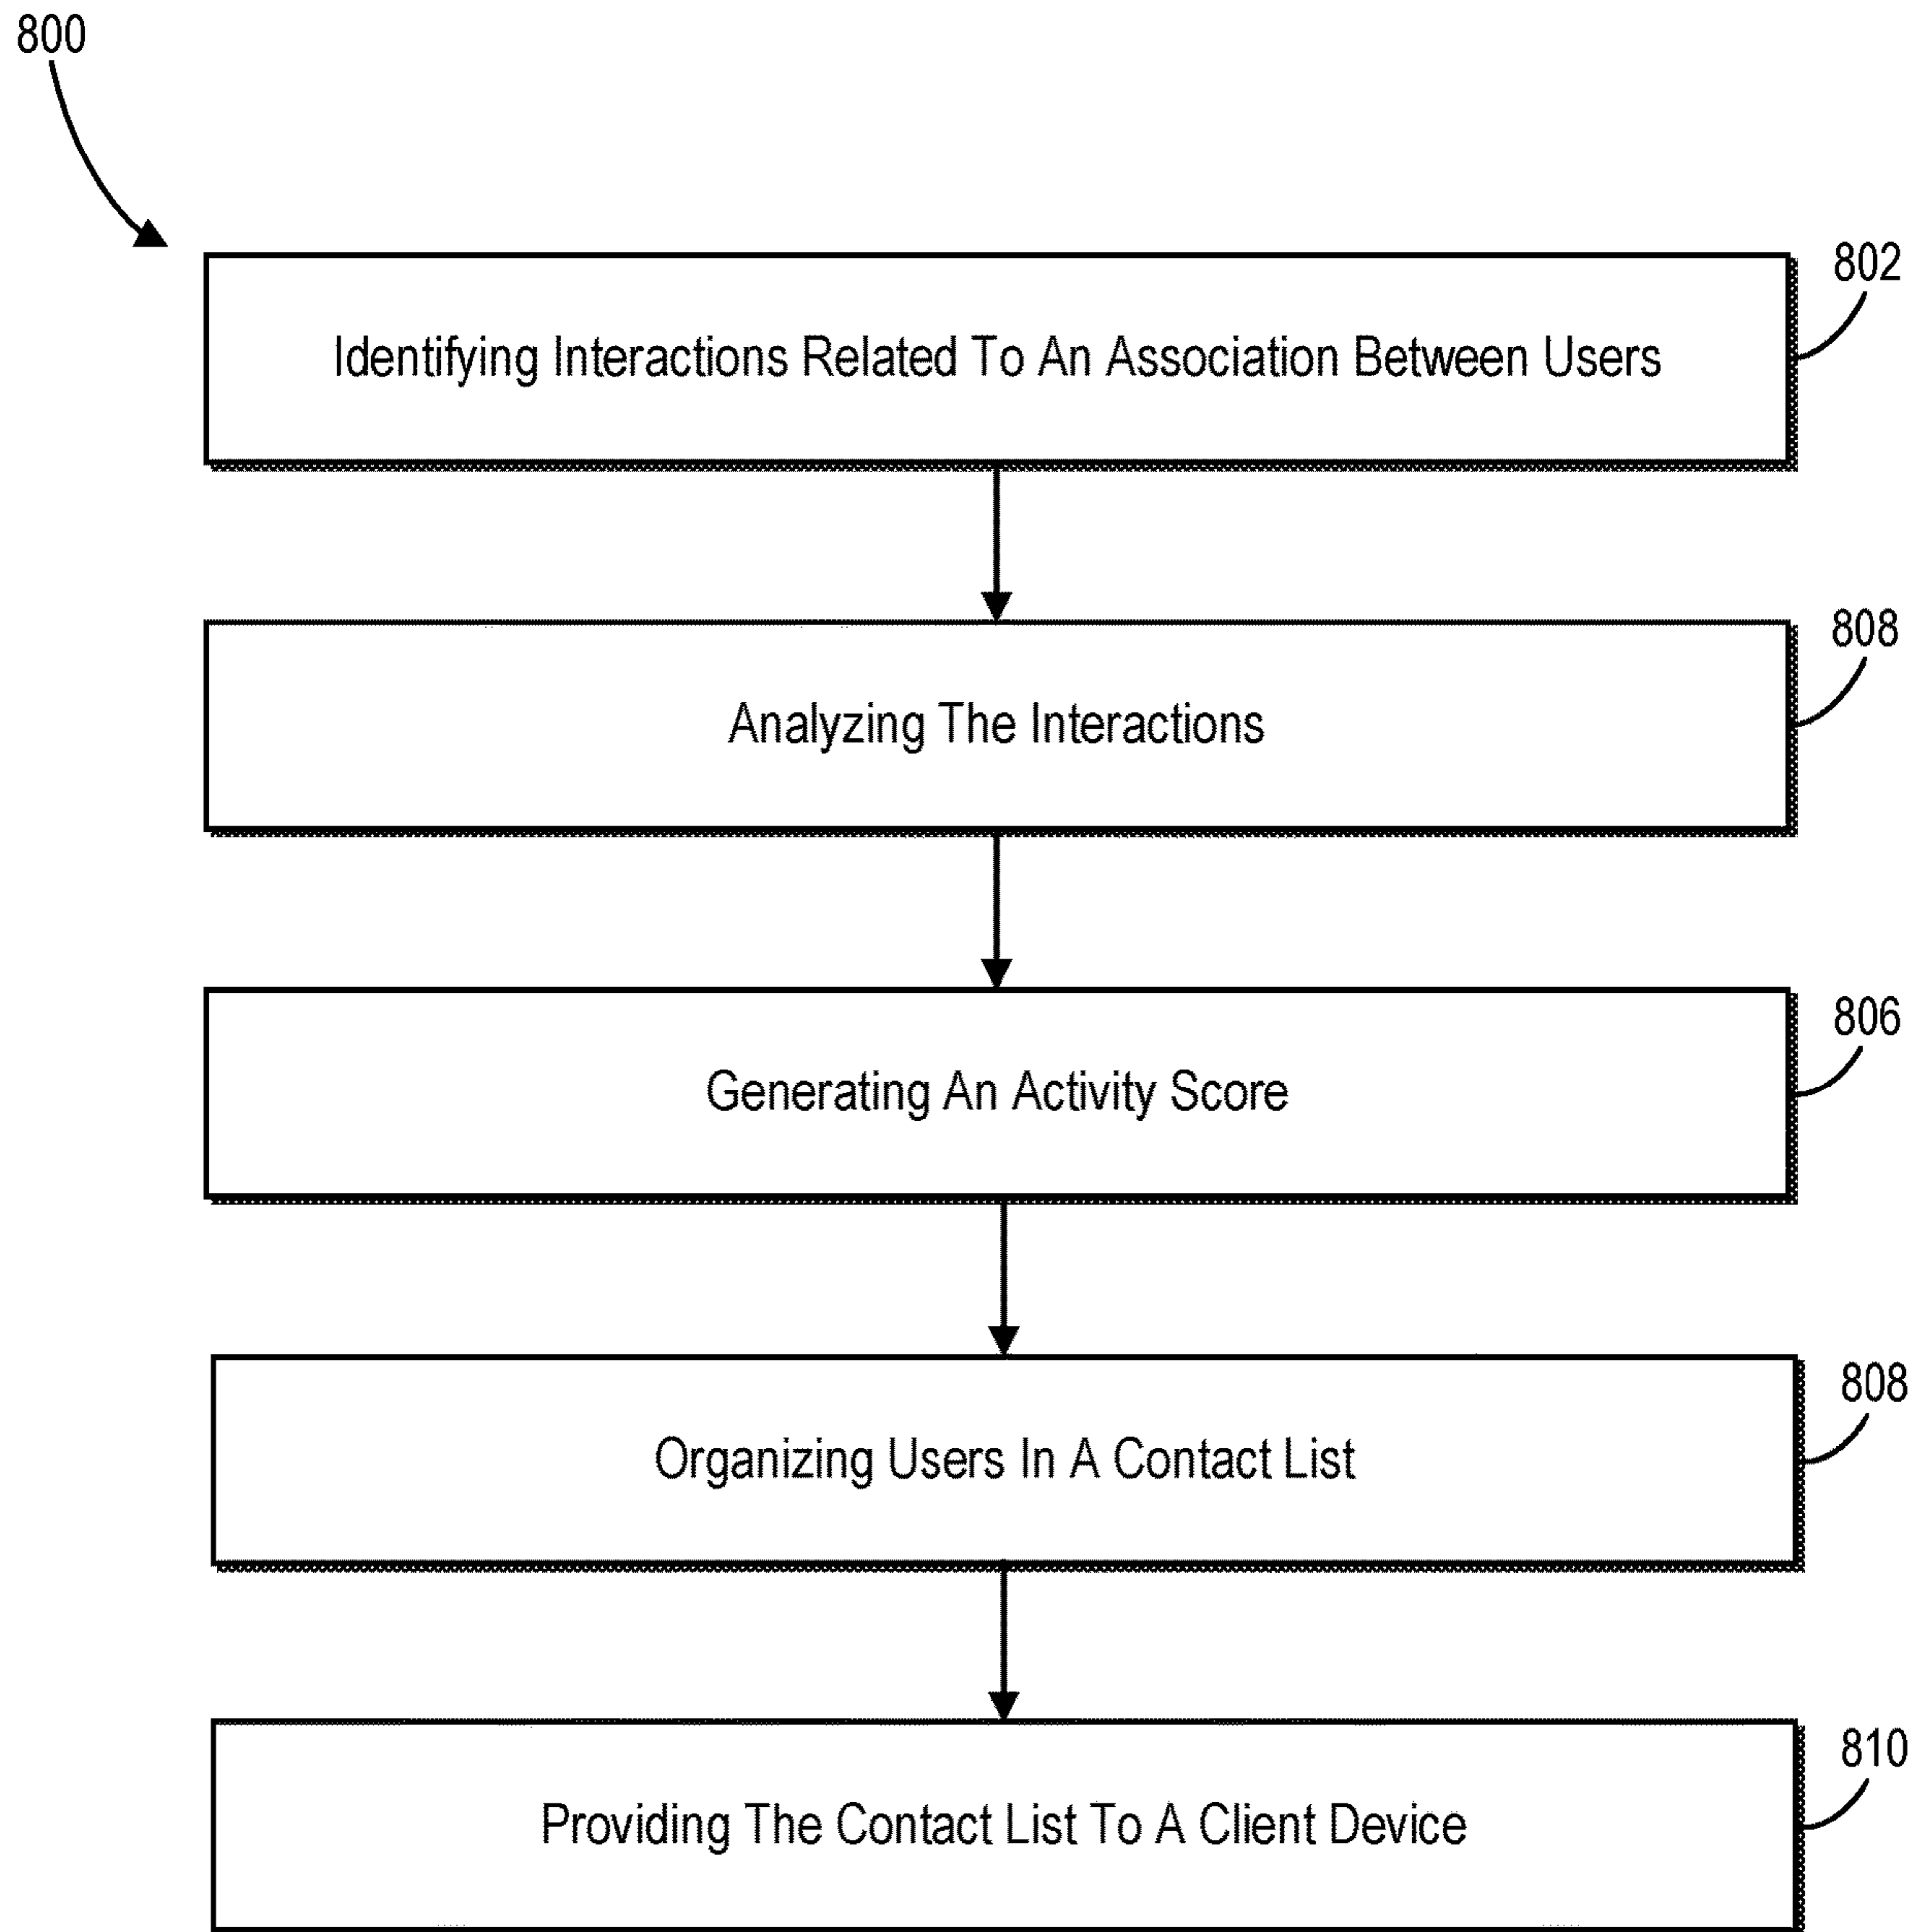 800
802
Identifying Interactions Related To An Association Between Users
808
Analyzing The Interactions
806
Generating An Activity Score
808
Organizing Users In A Contact List
810
Providing The Contact List To A Client Device